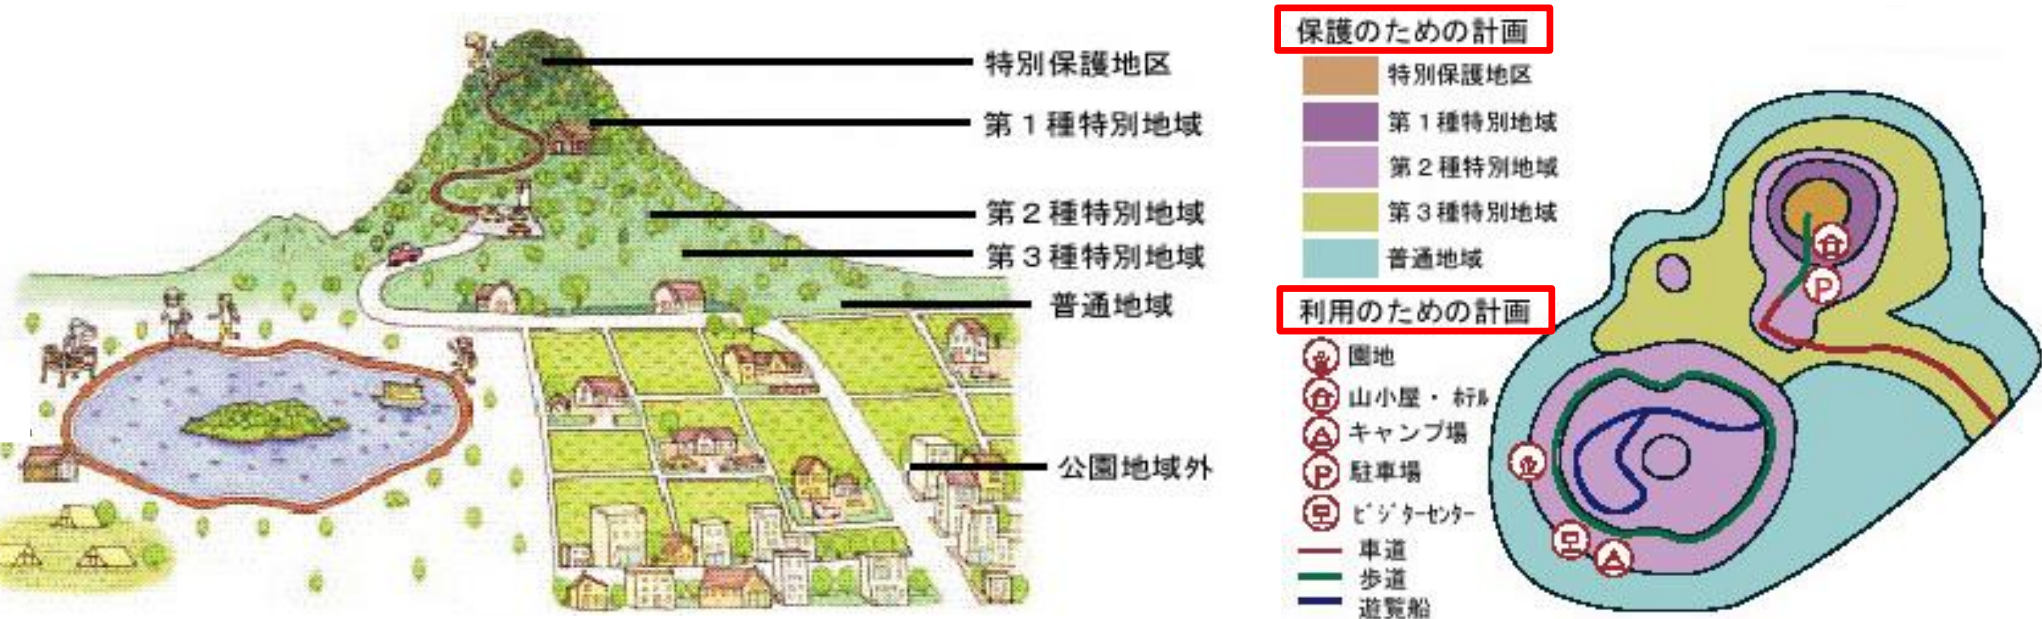 特別保護地区
第１種特別地域
第２種特別地域
第３種特別地域
普通地域
公園地域外
保護のための計画
特別保護地区
第１種特別地域
第２種特別地域
第３種特別地域
普通地域
利用のための計画
園地
山小屋・ﾎﾃﾙ
キャンプ場
P 駐車場
ﾋﾞｼﾞﾀｰｾﾝﾀｰ
車道
歩道
遊覧船
P